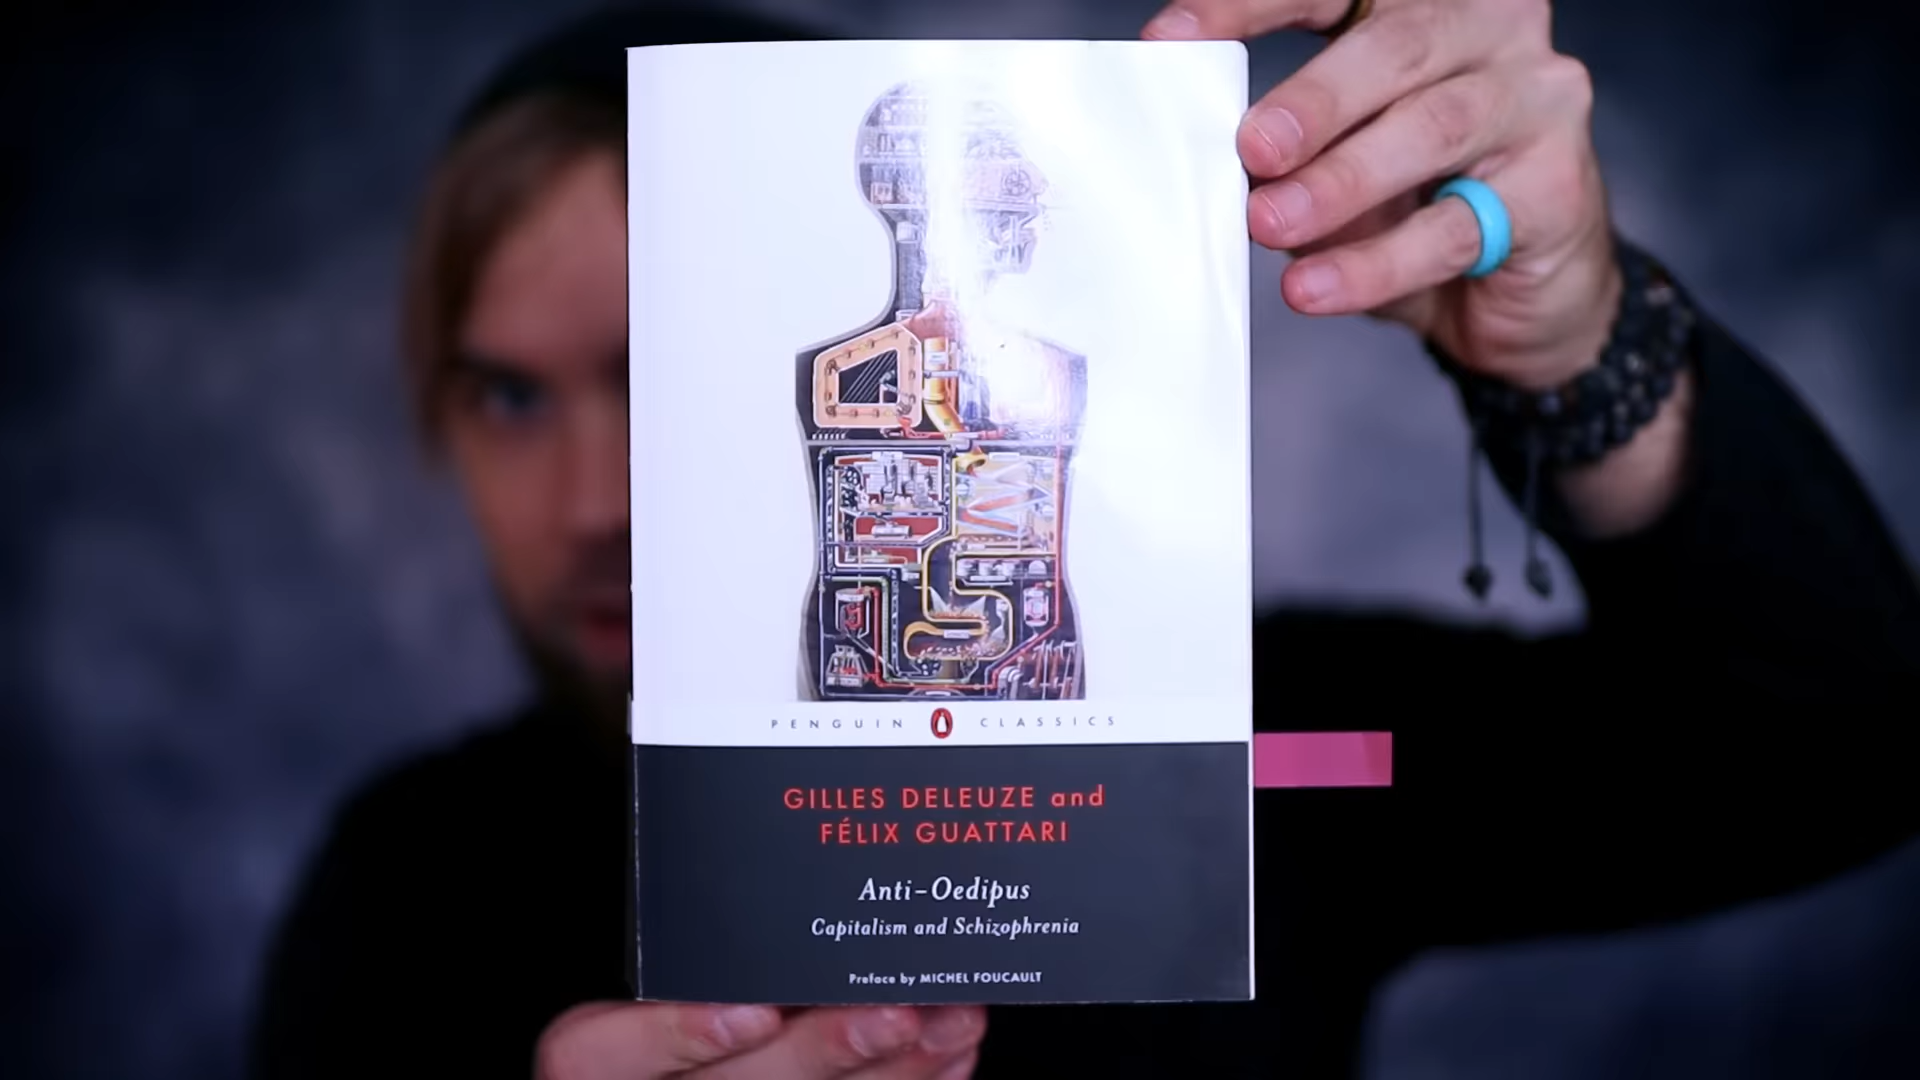 PENGUIN CLASSICS
GILLES DELEUZE and
FÉLIX GUATTARI
Anti-Oedipus
Capitalism and Schizophrenia
Preface by MICHEL FOUCAULT